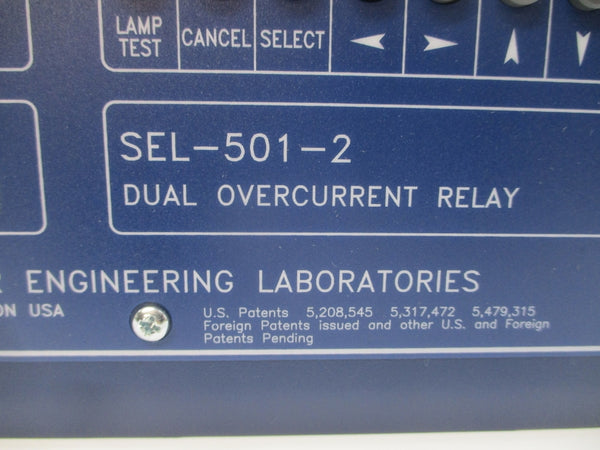 LAMP TEST CANCEL SELECT
SEL-501-2
DUAL OVERCURRENT RELAY
R ENGINEERING LABORATORIES
ON USA
U.S. Patents 5,208,545 5,317,472 5,479,315
Foreign Patents issued and other U.S. and Foreign
Patents Pending